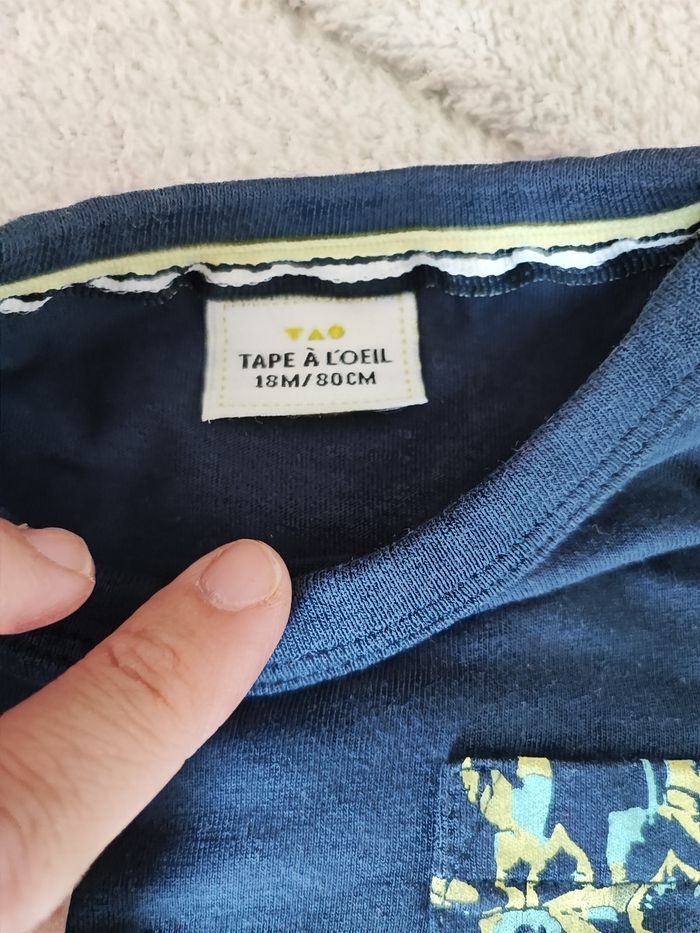 TAO
TAPE À L'OEIL
18M/80CM